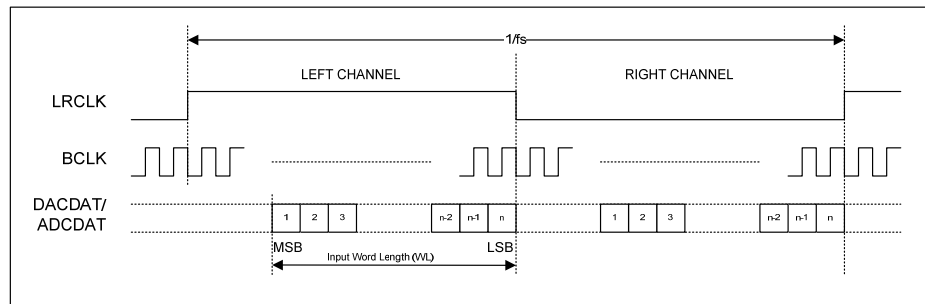 1/fs
LEFT CHANNEL RIGHT CHANNEL
LRCLK
BCLK
DACDAT/
ADCDAT
1 2 3 n-2 n-1 n 1 2 3 n-2 n-1 n
MSB LSB
Input Word Length (WL)